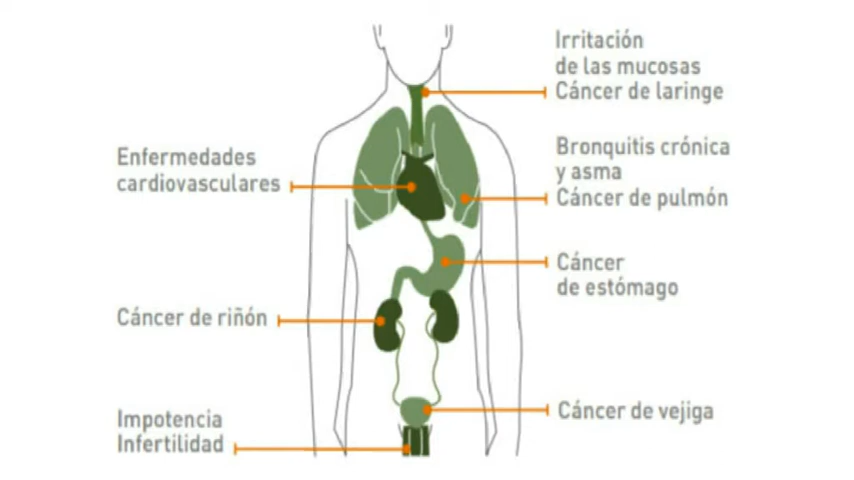 Irritación
de las mucosas
Cáncer de laringe
Enfermedades
cardiovasculares
Bronquitis crónica
y asma
Cáncer de pulmón
Cáncer
de estómago
Cáncer de riñón
Cáncer de vejiga
Impotencia
Infertilidad